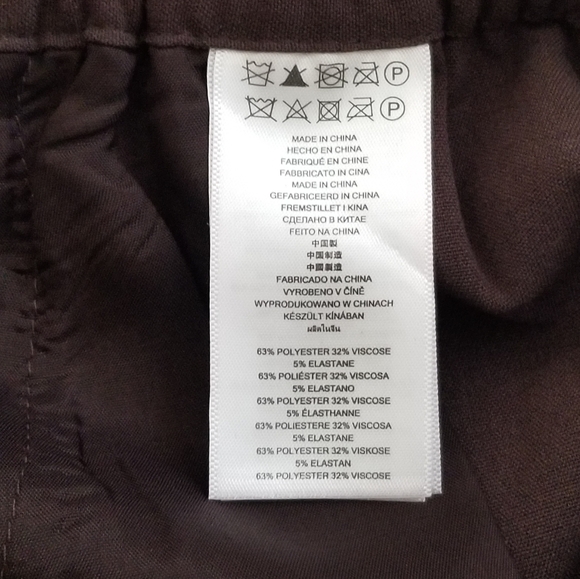 P
P
MADE IN CHINA
HECHO EN CHINA
FABRIQUÉ EN CHINE
FABBRICATO IN CINA
MADE IN CHINA
GEFABRICEERD IN CHINA
FREMSTILLET I KINA
СДЕЛАНО В КИТАЕ
FEITO NA CHINA
中国製
中国制造
中國製造
FABRICADO NA CHINA
VYROBENO V ČÍNĚ
WYPRODUKOWANO W CHINACH
KÉSZÜLT KÍNÁBAN
ผลิตในจีน
63% POLYESTER 32% VISCOSE
5% ELASTANE
63% POLIÉSTER 32% VISCOSA
5% ELASTANO
63% POLYESTER 32% VISCOSE
5% ÉLASTHANNE
63% POLIESTERE 32% VISCOSA
5% ELASTANE
63% POLYESTER 32% VISKOSE
5% ELASTAN
63% POLYESTER 32% VISCOSE